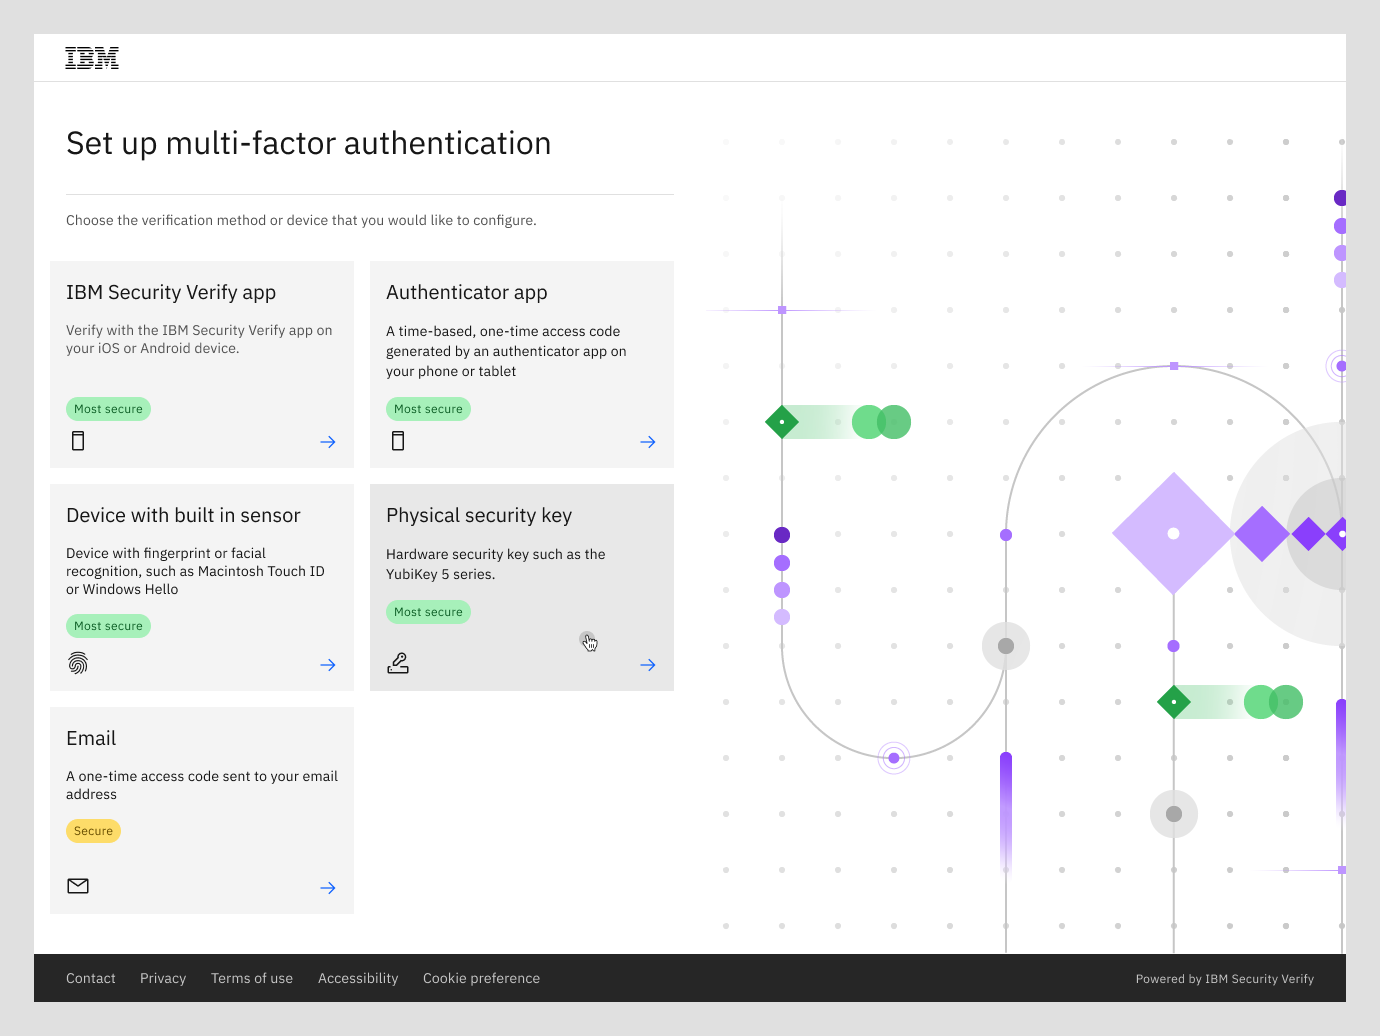 IBM
Set up multi-factor authentication
Choose the verification method or device that you would like to configure.
IBM Security Verify app
Verify with the IBM Security Verify app on
your iOS or Android device.
Most secure
Authenticator app
A time-based, one-time access code
generated by an authenticator app on
your phone or tablet
Most secure
Device with built in sensor
Device with fingerprint or facial
recognition, such as Macintosh Touch ID
or Windows Hello
Most secure
Physical security key
Hardware security key such as the
YubiKey 5 series.
Most secure
Email
A one-time access code sent to your email
address
Secure
Contact Privacy Terms of use Accessibility Cookie preference
Powered by IBM Security Verify